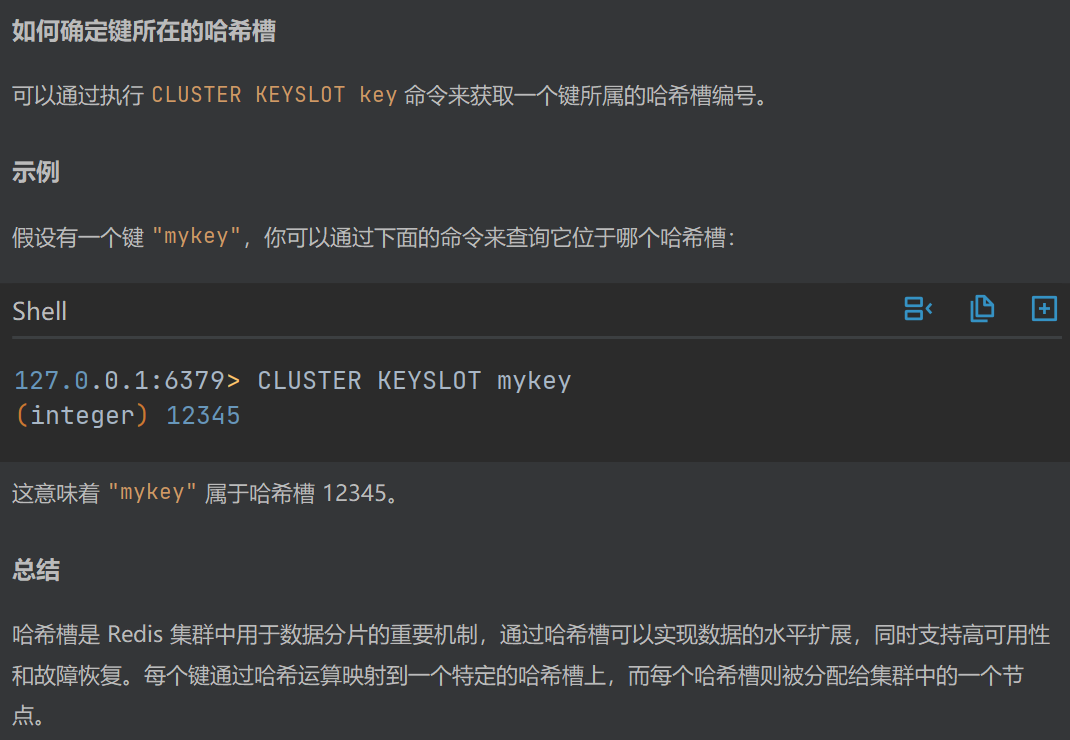 如何确定键所在的哈希槽
可以通过执行 CLUSTER KEYSLOT key 命令来获取一个键所属的哈希槽编号。
示例
假设有一个键 "mykey"，你可以通过下面的命令来查询它位于哪个哈希槽：
Shell
127.0.0.1:6379> CLUSTER KEYSLOT mykey
(integer) 12345
这意味着 "mykey" 属于哈希槽 12345。
总结
哈希槽是 Redis 集群中用于数据分片的重要机制，通过哈希槽可以实现数据的水平扩展，同时支持高可用性
和故障恢复。每个键通过哈希运算映射到一个特定的哈希槽上，而每个哈希槽则被分配给集群中的一个节
点。